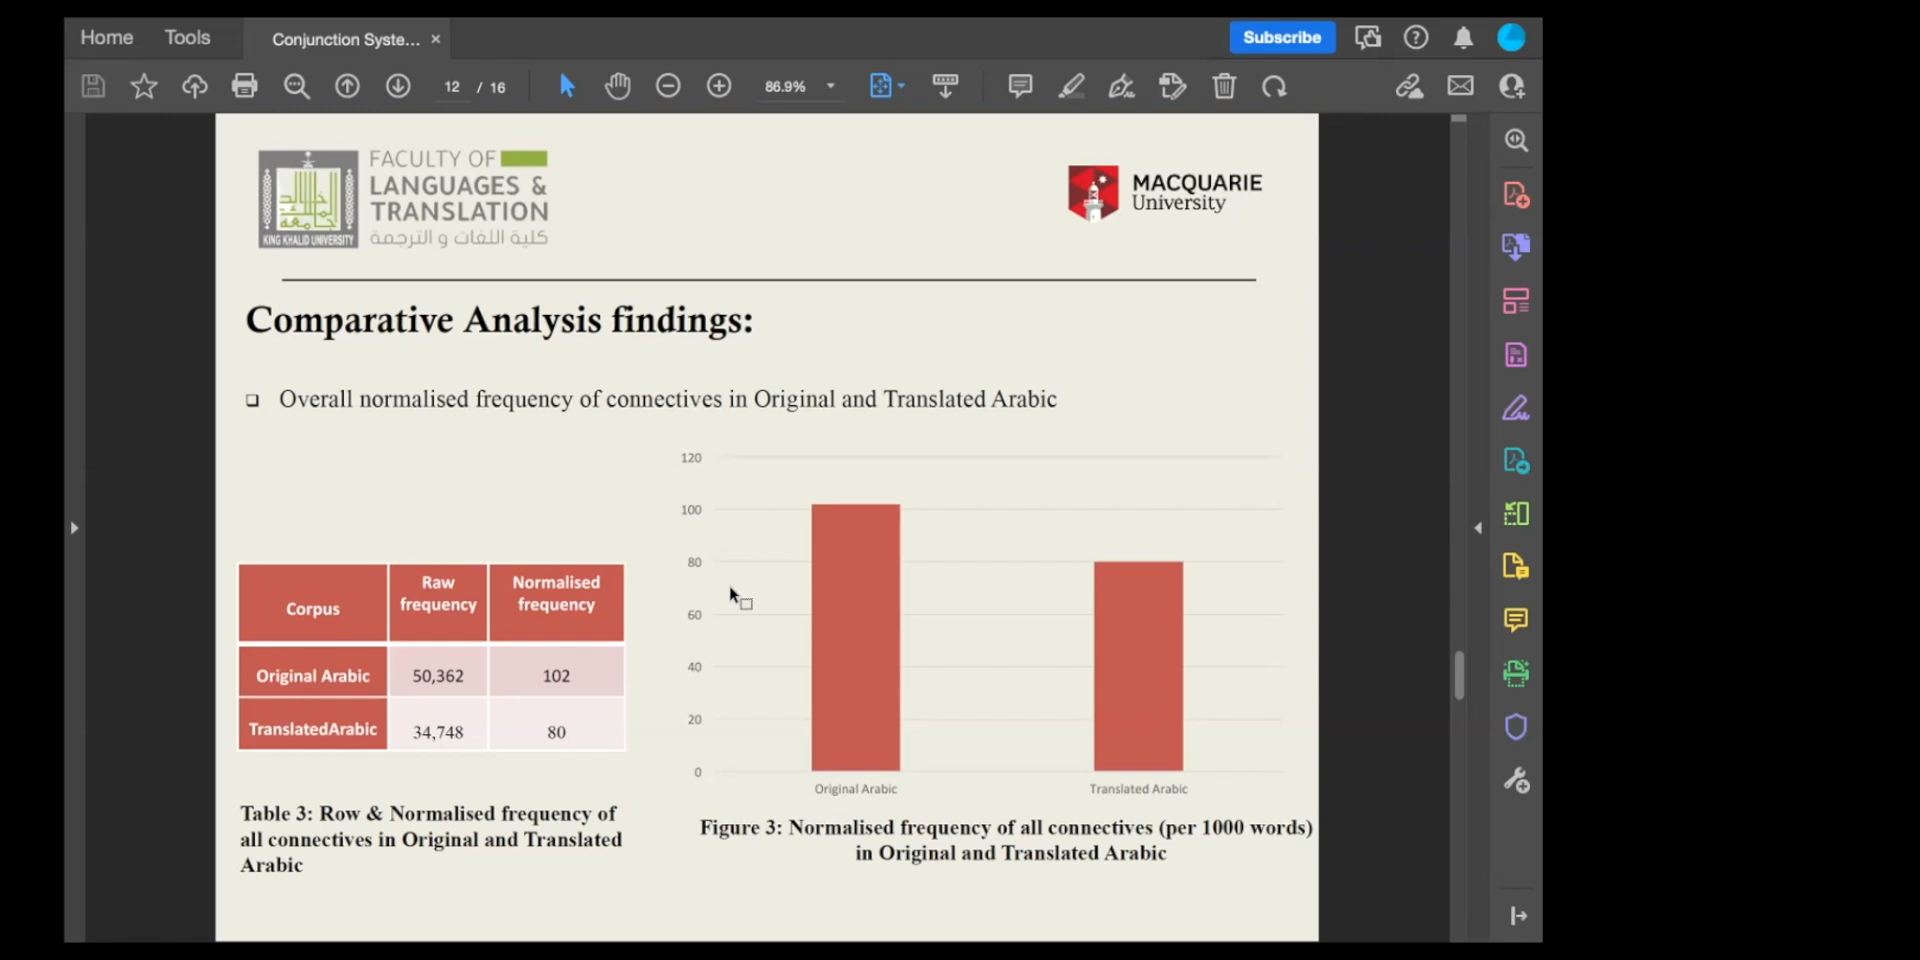 Home Tools Conjunction Syste... × Subscribe
12 / 16 86.9%
FACULTY OF
LANGUAGES &
TRANSLATION
كلية اللغات و الترجمة
KING KHALID UNIVERSITY
MACQUARIE
University
Comparative Analysis findings:
❑ Overall normalised frequency of connectives in Original and Translated Arabic
Corpus Raw frequency Normalised frequency
Original Arabic 50,362 102
TranslatedArabic 34,748 80
Table 3: Row & Normalised frequency of
all connectives in Original and Translated
Arabic
120
100
80
60
40
20
0
Original Arabic Translated Arabic
Figure 3: Normalised frequency of all connectives (per 1000 words)
in Original and Translated Arabic